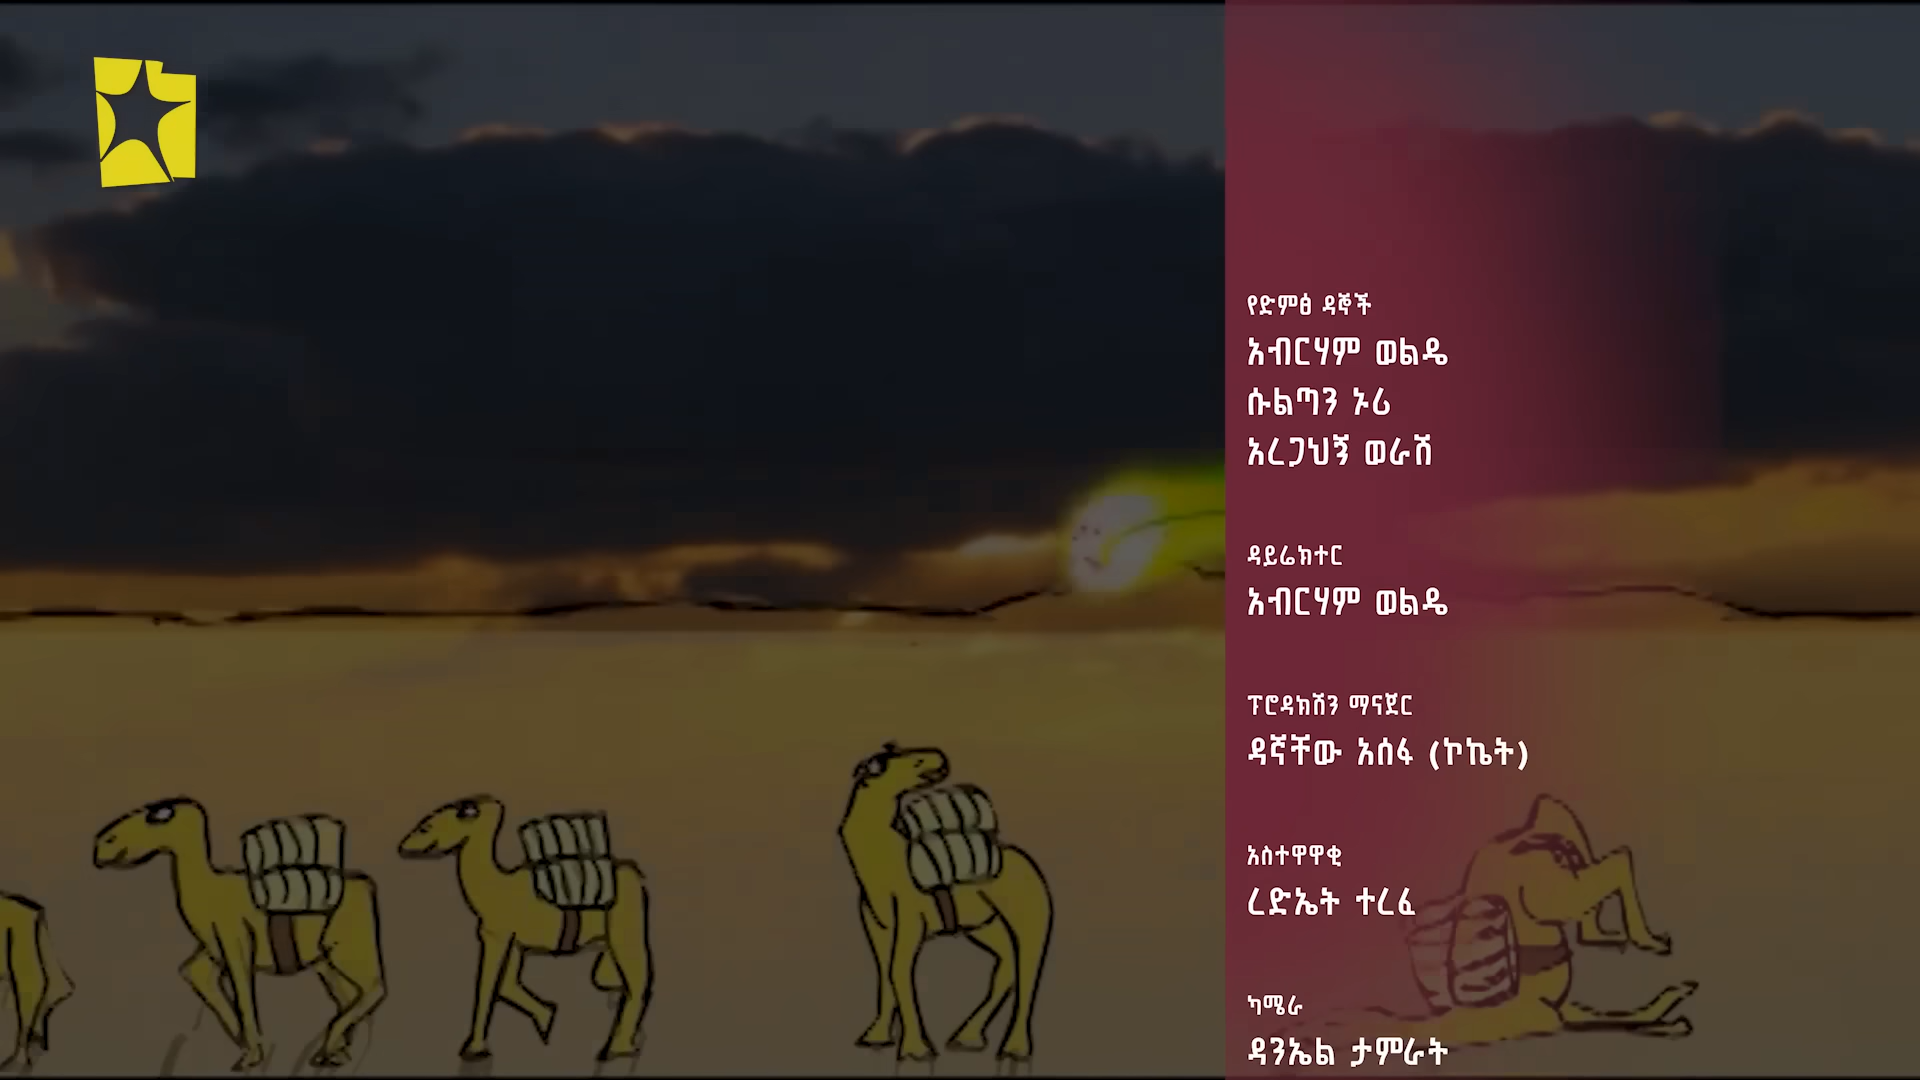 የድምፅ ዳኞች
አብርሃም ወልዴ
ሱልጣን ኑሪ
አረጋህኝ ወራሽ
ዳይሬክተር
አብርሃም ወልዴ
ፕሮዳክሽን ማናጀር
ዳኛቸው አሰፋ (ኮኬት)
አስተዋዋቂ
ረድኤት ተረፈ
ካሜራ
ዳንኤል ታምራት